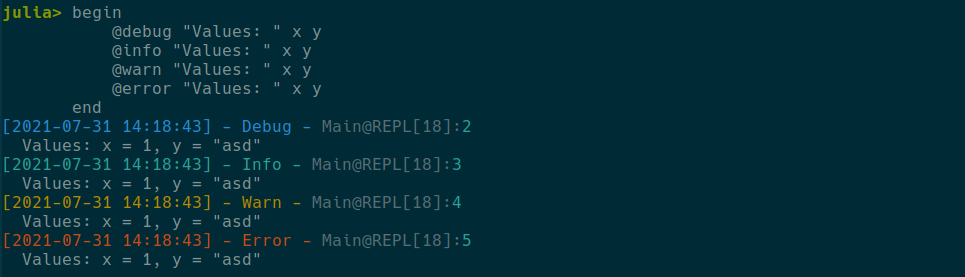 julia> begin
           @debug "Values: " x y
           @info "Values: " x y
           @warn "Values: " x y
           @error "Values: " x y
       end
[2021-07-31 14:18:43] - Debug - Main@REPL[18]:2
  Values: x = 1, y = "asd"
[2021-07-31 14:18:43] - Info - Main@REPL[18]:3
  Values: x = 1, y = "asd"
[2021-07-31 14:18:43] - Warn - Main@REPL[18]:4
  Values: x = 1, y = "asd"
[2021-07-31 14:18:43] - Error - Main@REPL[18]:5
  Values: x = 1, y = "asd"